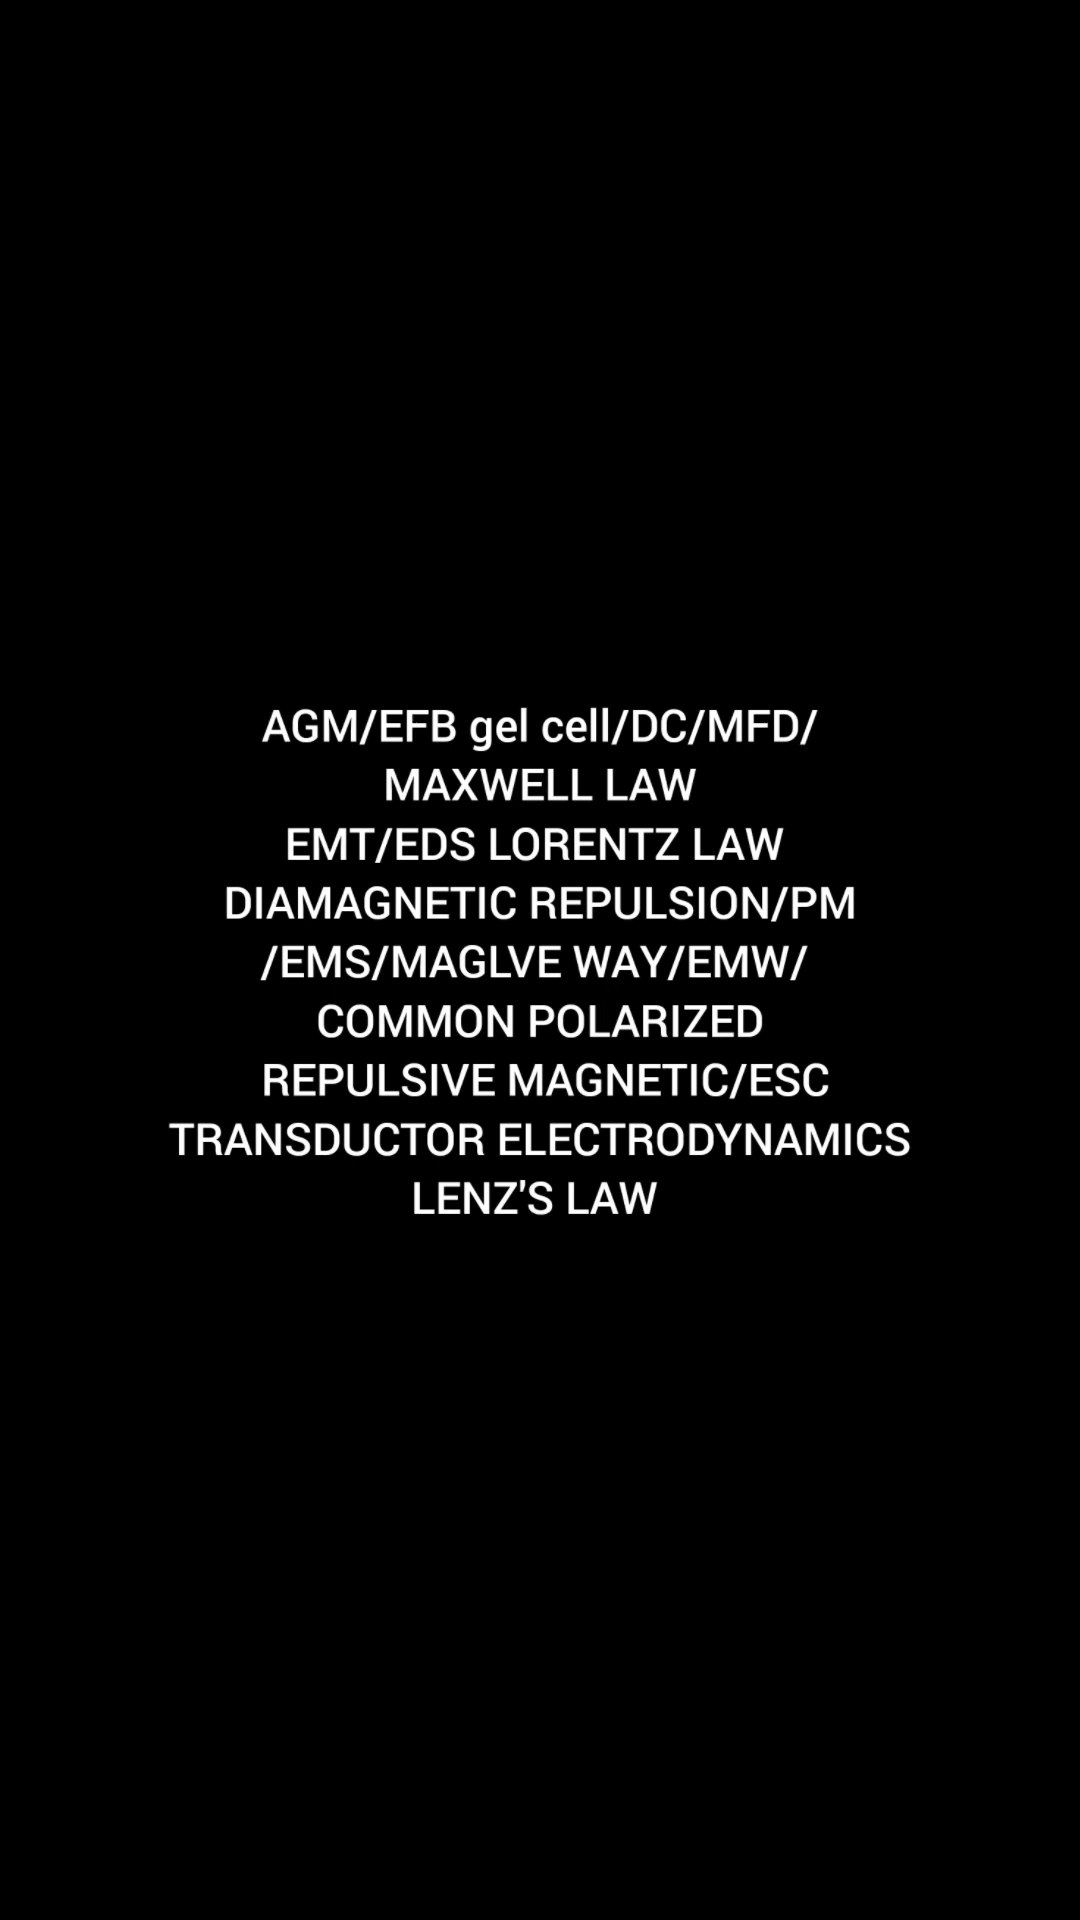 AGM/EFB gel cell/DC/MFD/
MAXWELL LAW
EMT/EDS LORENTZ LAW
DIAMAGNETIC REPULSION/PM
/EMS/MAGLVE WAY/EMW/
COMMON POLARIZED
REPULSIVE MAGNETIC/ESC
TRANSDUCTOR ELECTRODYNAMICS
LENZ'S LAW